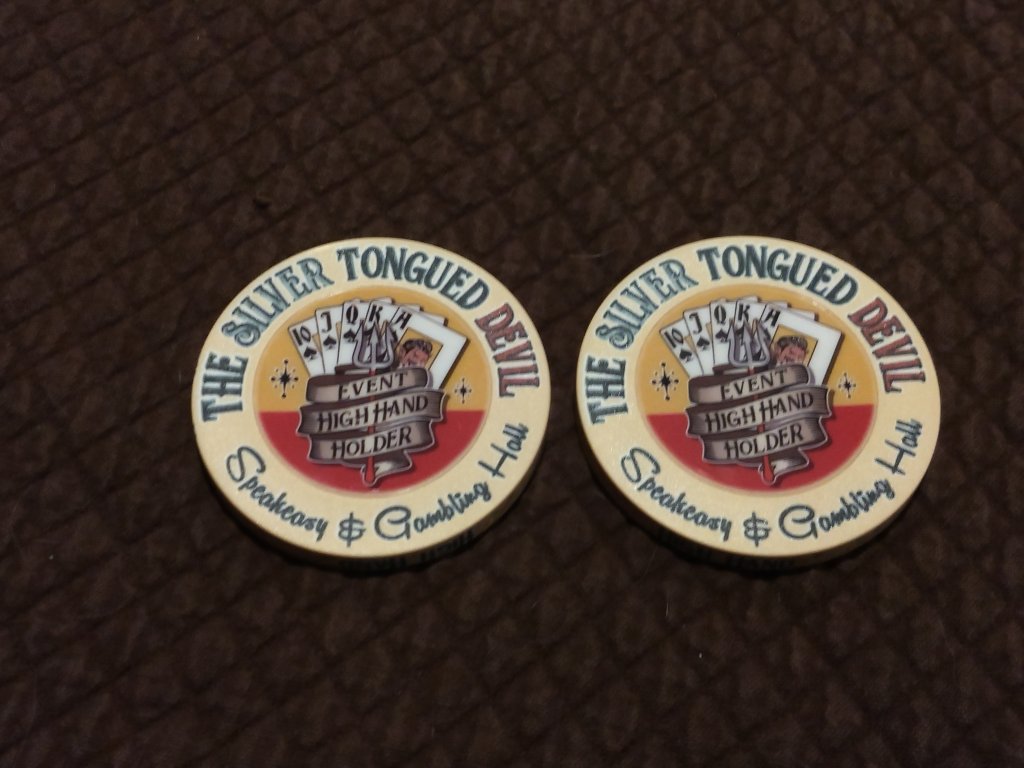 THE SILVER TONGUED DEVIL
10 J Q K A
EVENT
HIGH HAND
HOLDER
Speakeasy & Gambling Hall
THE SILVER TONGUED DEVIL
10 J Q K A
EVENT
HIGH HAND
HOLDER
Speakeasy & Gambling Hall